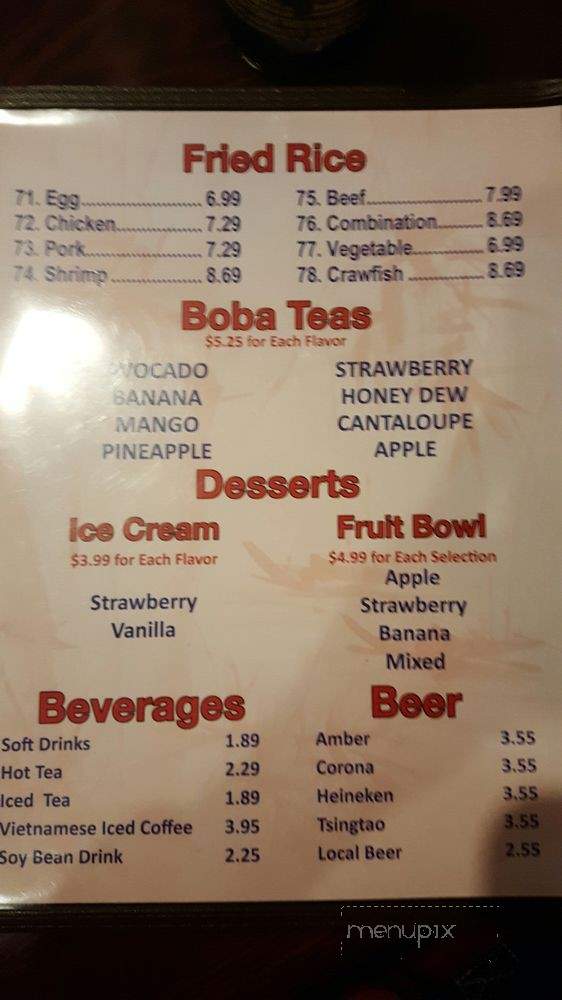 Fried Rice
71. Egg........................ 6.99
72. Chicken.................. 7.29
73. Pork........................ 7.29
74. Shrimp ................... 8.69
75. Beef........................ 7.99
76. Combination......... 8.69
77. Vegetable............... 6.99
78. Crawfish ................ 8.69
Boba Teas
$5.25 for Each Flavor
AVOCADO
BANANA
MANGO
PINEAPPLE
STRAWBERRY
HONEY DEW
CANTALOUPE
APPLE
Desserts
Ice Cream
$3.99 for Each Flavor
Strawberry
Vanilla
Fruit Bowl
$4.99 for Each Selection
Apple
Strawberry
Banana
Mixed
Beverages
Soft Drinks 1.89
Hot Tea 2.29
Iced Tea 1.89
Vietnamese Iced Coffee 3.95
Soy Bean Drink 2.25
Beer
Amber 3.55
Corona 3.55
Heineken 3.55
Tsingtao 3.55
Local Beer 2.55
menupix